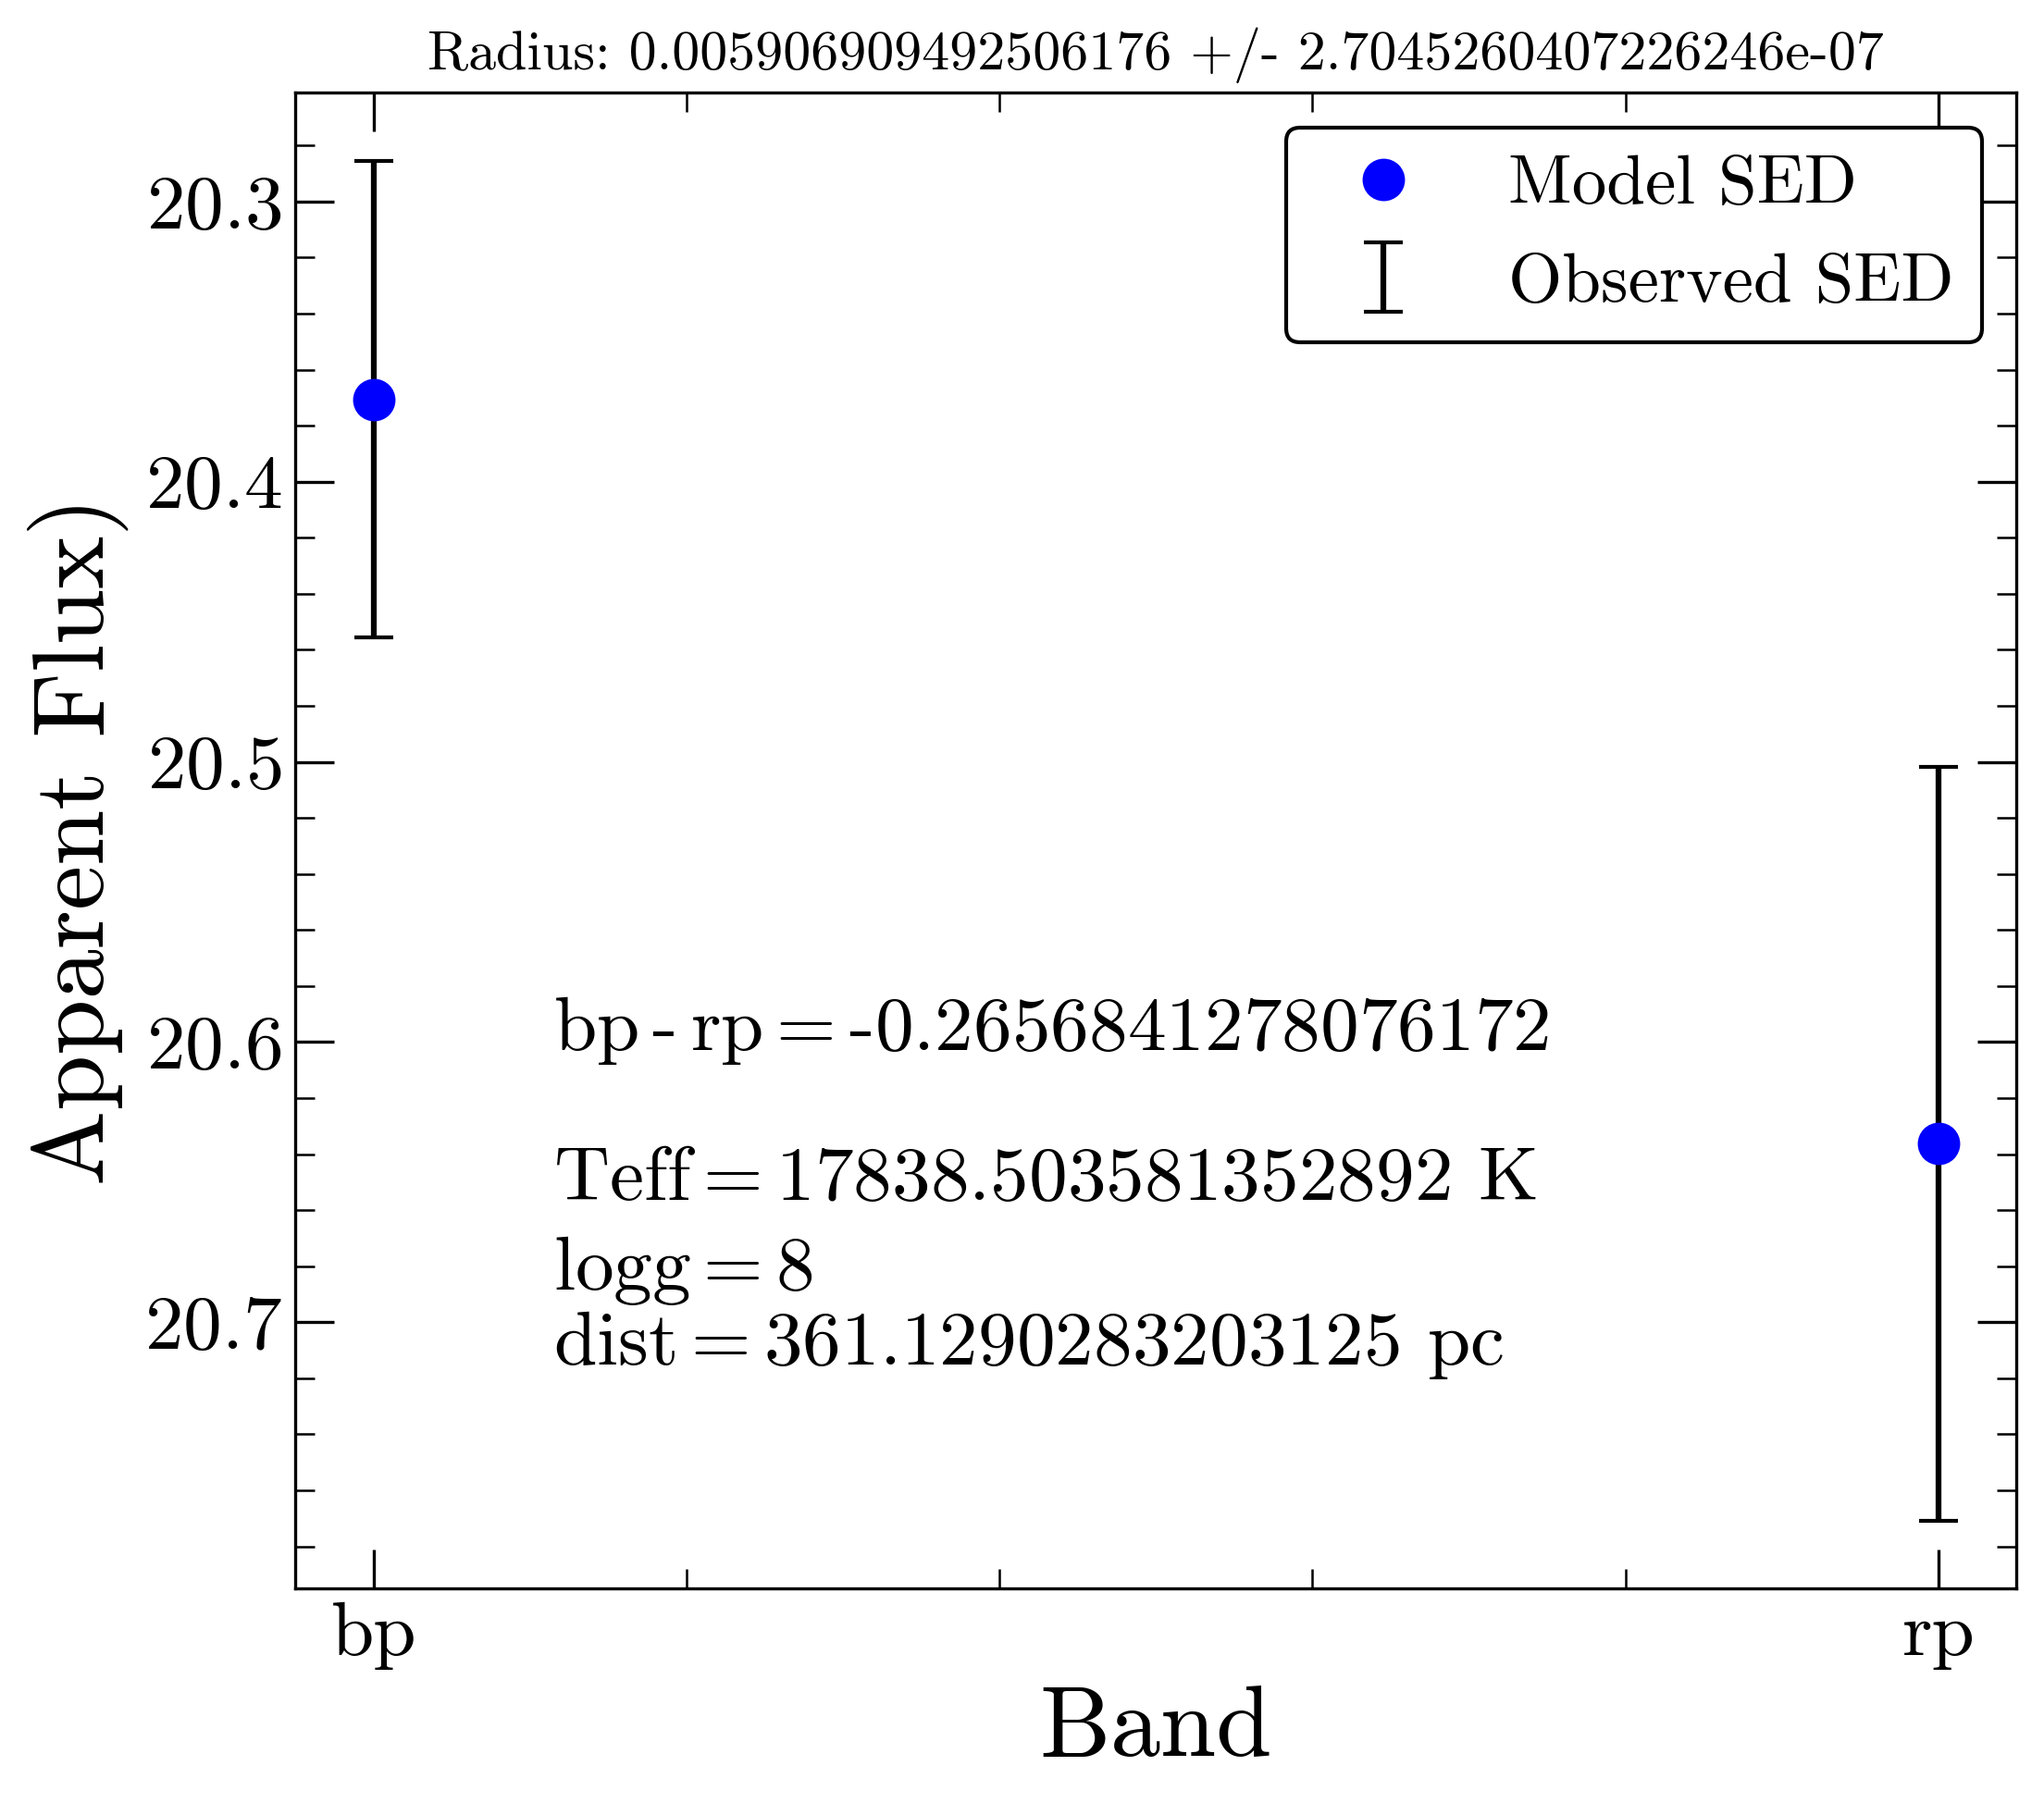 Radius: 0.005906909492506176 +/- 2.7045260407226246e-07
Model SED
Observed SED
20.3
20.4
20.5
20.6
20.7
Apparent Flux)
bp - rp = -0.2656841278076172
Teff = 17838.503581352892 K
logg = 8
dist = 361.1290283203125 pc
bp
rp
Band